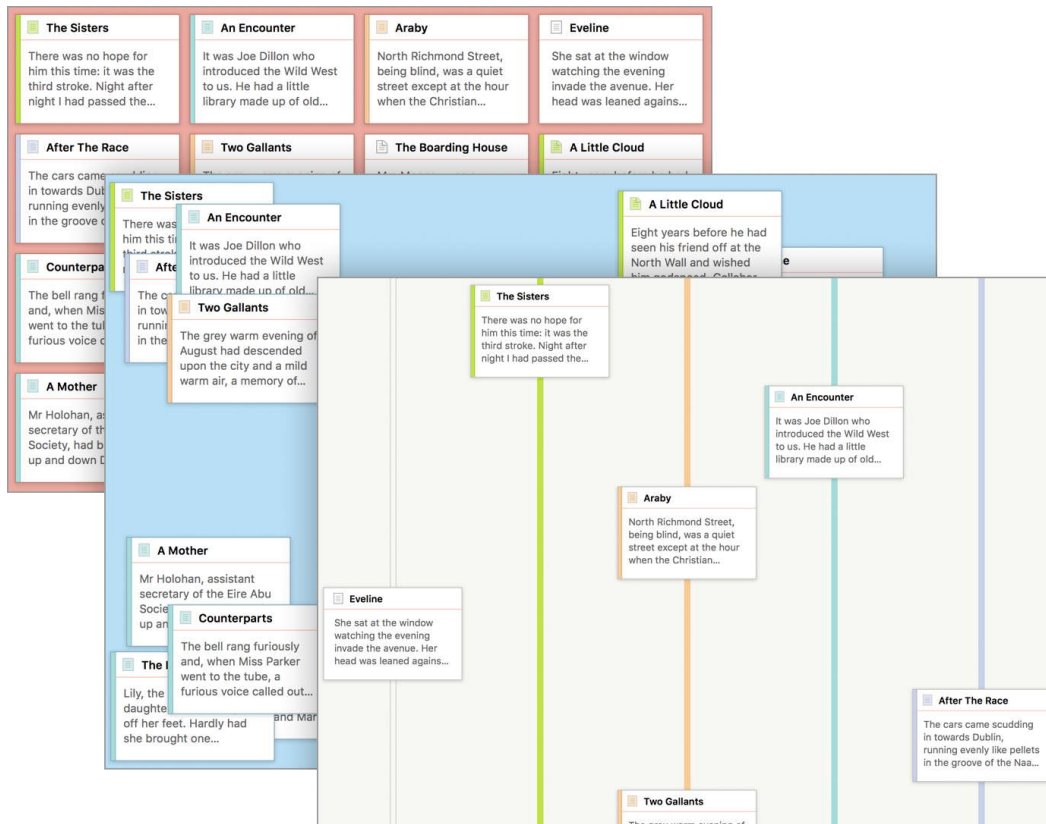 The Sisters
There was no hope for
him this time: it was the
third stroke. Night after
night I had passed the...
An Encounter
It was Joe Dillon who
introduced the Wild West
to us. He had a little
library made up of old...
Araby
North Richmond Street,
being blind, was a quiet
street except at the hour
when the Christian...
Eveline
She sat at the window
watching the evening
invade the avenue. Her
head was leaned agains...
After The Race
The cars came
in towards
running evenly
in the groove
Two Gallants
The Boarding House
A Little Cloud
The bell rang
and, when
went to the
furious voice
A Mother
Mr Holohan,
secretary of
Society, had
up and down
The Sisters
There was
him this
An Encounter
It was Joe Dillon who
introduced the Wild West
to us. He had a little
library made up of old...
The
in
in the
Two Gallants
The grey warm evening of
August had descended
upon the city and a mild
warm air, a memory of...
A Little Cloud
Eight years before he had
seen his friend off at the
North Wall and wished
A Mother
Mr Holohan, assistant
secretary of the Eire Abu
up
Counterparts
The bell rang furiously
and, when Miss Parker
went to the tube, a
furious voice called out...
The
Lily, the
off her feet. Hardly had
she brought one...
and
The Sisters
There was no hope for
him this time: it was the
third stroke. Night after
night I had passed the...
An Encounter
It was Joe Dillon who
introduced the Wild West
to us. He had a little
library made up of old...
Araby
North Richmond Street,
being blind, was a quiet
street except at the hour
when the Christian...
Eveline
She sat at the window
watching the evening
invade the avenue. Her
head was leaned agains...
After The Race
The cars came scudding
in towards Dublin,
running evenly like pellets
in the groove of the Naa...
Two Gallants